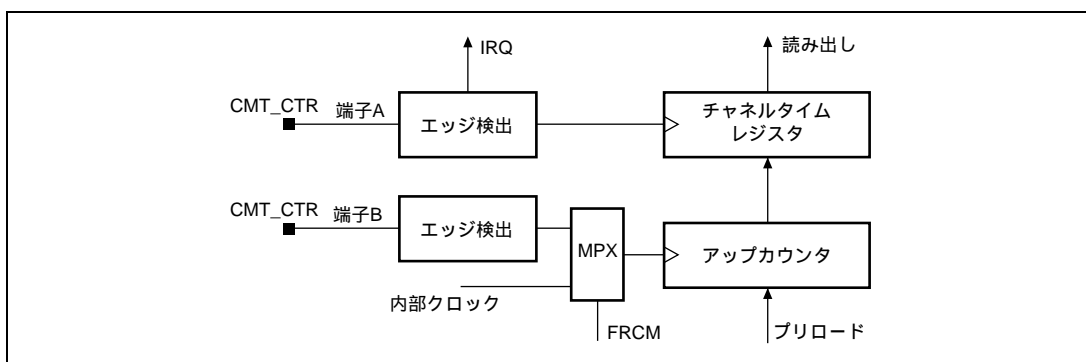 IRQ
読み出し
CMT_CTR 端子A
エッジ検出
チャネルタイム
レジスタ
CMT_CTR 端子B
エッジ検出
MPX
アップカウンタ
内部クロック
FRCM
プリロード